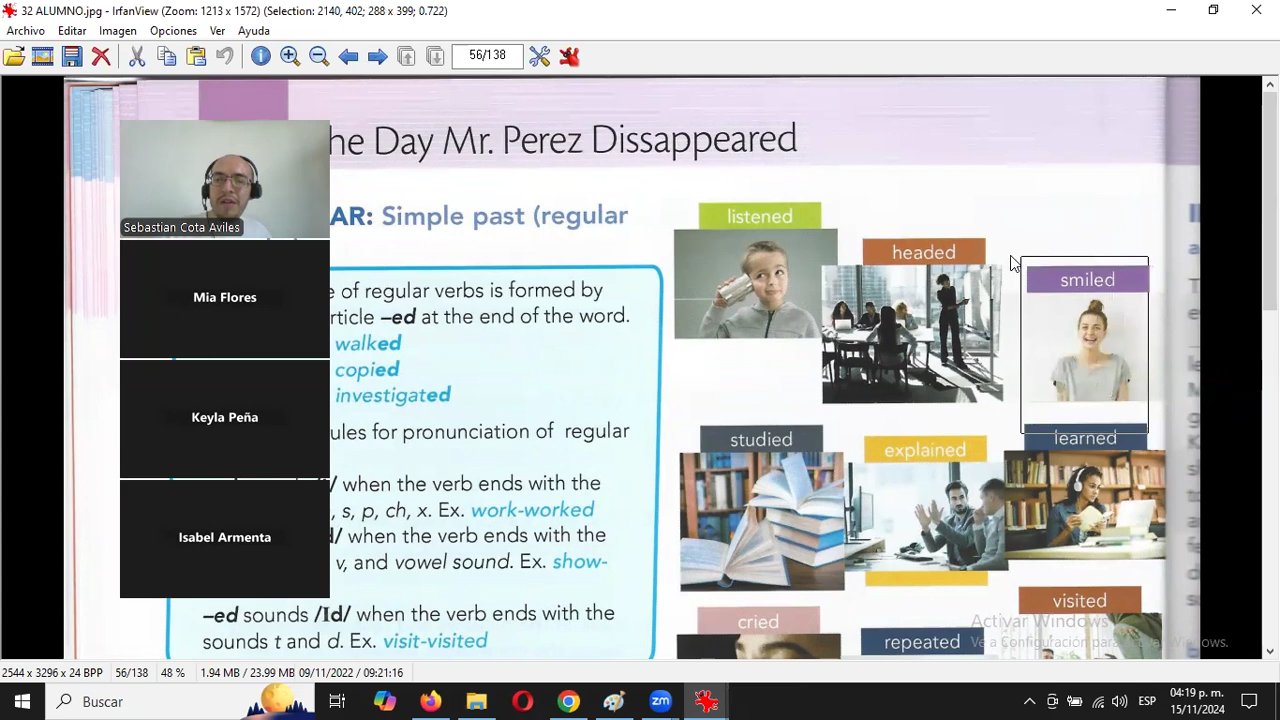 32 ALUMNO.jpg - IrfanView (Zoom: 1213 x 1572) (Selection: 2140, 402; 288 x 399; 0.722)
Archivo Editar Imagen Opciones Ver Ayuda
56/138
he Day Mr. Perez Dissappeared
Sebastian Cota Aviles
Mia Flores
Keyla Peña
Isabel Armenta
AR: Simple past (regular
e of regular verbs is formed by
rticle –ed at the end of the word.
walked
copied
investigated
ules for pronunciation of regular
when the verb ends with the
, s, p, ch, x. Ex. work-worked
d/ when the verb ends with the
v, and vowel sound. Ex. show-
–ed sounds /Id/ when the verb ends with the
sounds t and d. Ex. visit-visited
listened
headed
smiled
studied
explained
learned
cried
repeated
visited
Activar Windows
Ve a Configuración para activar Windows.
2544 x 3296 x 24 BPP 56/138 48 % 1.94 MB / 23.99 MB 09/11/2022 / 09:21:16
Buscar
zm
ESP
04:19 p. m.
15/11/2024